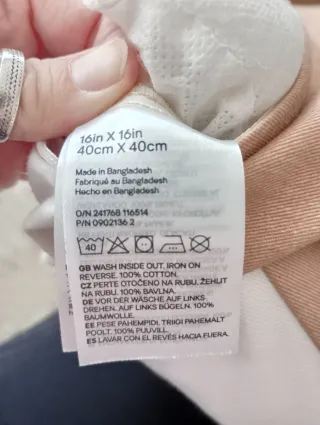 16in X 16in
40cm X 40cm
Made in Bangladesh
Fabriqué au Bangladesh
Hecho en Bangladesh
O/N 241768 116514
P/N 0902136 2
40
GB WASH INSIDE OUT. IRON ON
REVERSE. 100% COTTON.
CZ PERTE OTOČENO NA RUBU. ŽEHLIT
NA RUBU. 100% BAVLNA.
DE VOR DER WÄSCHE AUF LINKS
DREHEN. AUF LINKS BÜGELN. 100%
BAUMWOLLE.
EE PESE PAHEMPIDI. TRIIGI PAHEMALT
POOLT. 100% PUUVILL.
ES LAVAR CON EL REVÉS HACIA FUERA.